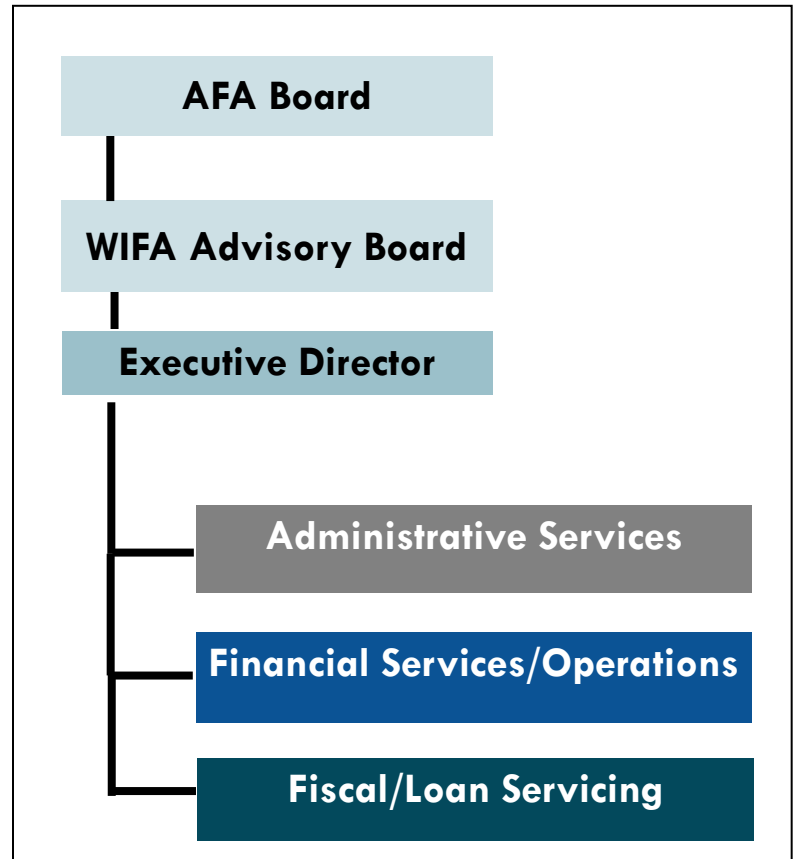 AFA Board
WIFA Advisory Board
Executive Director
Administrative Services
Financial Services/Operations
Fiscal/Loan Servicing